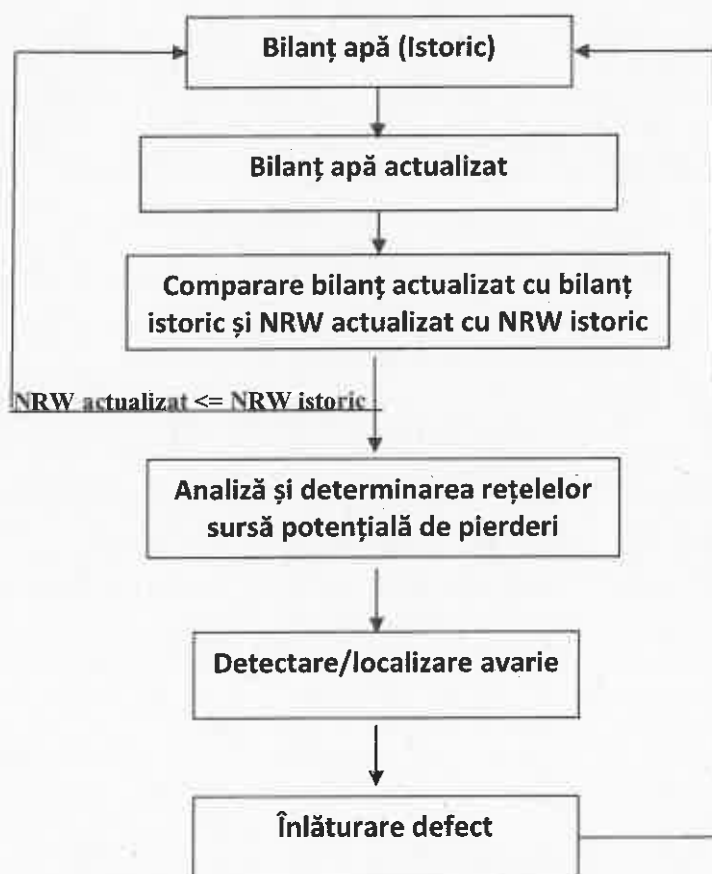 Bilanț apă (Istoric)
Bilanț apă actualizat
Comparare bilanț actualizat cu bilanț
istoric și NRW actualizat cu NRW istoric
NRW actualizat <= NRW istoric
Analiză și determinarea rețelelor
sursă potențială de pierderi
Detectare/localizare avarie
Înlăturare defect